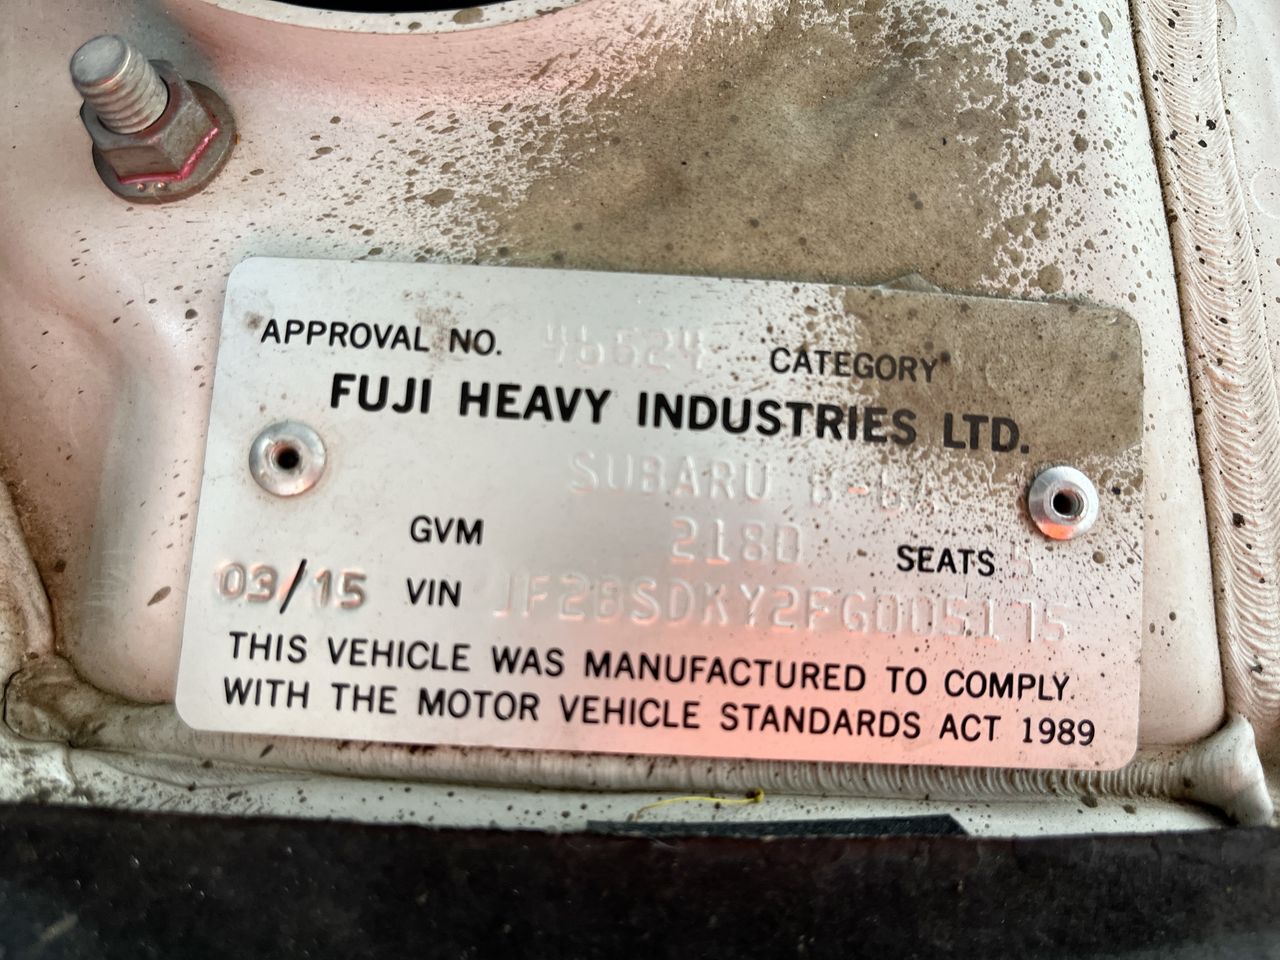 APPROVAL NO. 46624 CATEGORY
FUJI HEAVY INDUSTRIES LTD.
SUBARU
GVM 2180 SEATS 5
03/15 VIN JF2BSDKY2FG005175
THIS VEHICLE WAS MANUFACTURED TO COMPLY.
WITH THE MOTOR VEHICLE STANDARDS ACT 1989